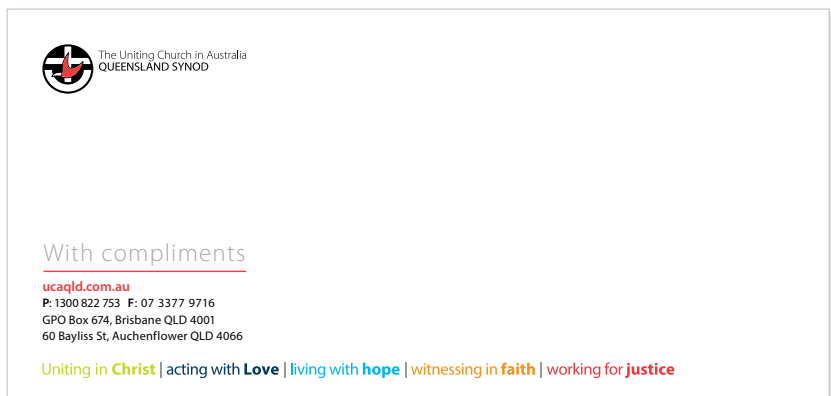 The Uniting Church in Australia
QUEENSLAND SYNOD
With compliments
ucaqld.com.au
P: 1300 822 753 F: 07 3377 9716
GPO Box 674, Brisbane QLD 4001
60 Bayliss St, Auchenflower QLD 4066
Uniting in Christ | acting with Love | living with hope | witnessing in faith | working for justice